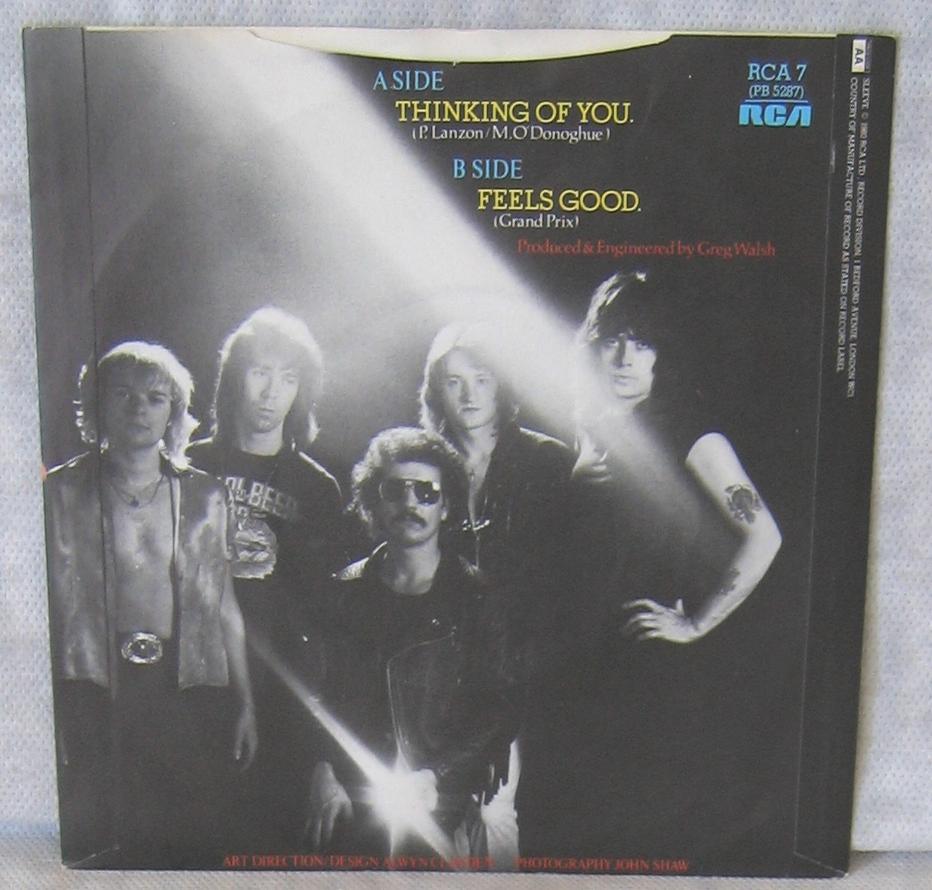 A SIDE
THINKING OF YOU.
(P. Lanzon/M.O'Donoghue)
B SIDE
FEELS GOOD.
(Grand Prix)
Produced & Engineered by Greg Walsh
RCA 7
(PB 5287)
RCA
AA
SLEEVE © 1980 RCA LTD., RECORD DIVISION, 1 BEDFORD AVENUE, LONDON WC1.
COUNTRY OF MANUFACTURE OF RECORD AS STATED ON RECORD LABEL
ART DIRECTION/DESIGN ALWYN
PHOTOGRAPHY JOHN SHAW